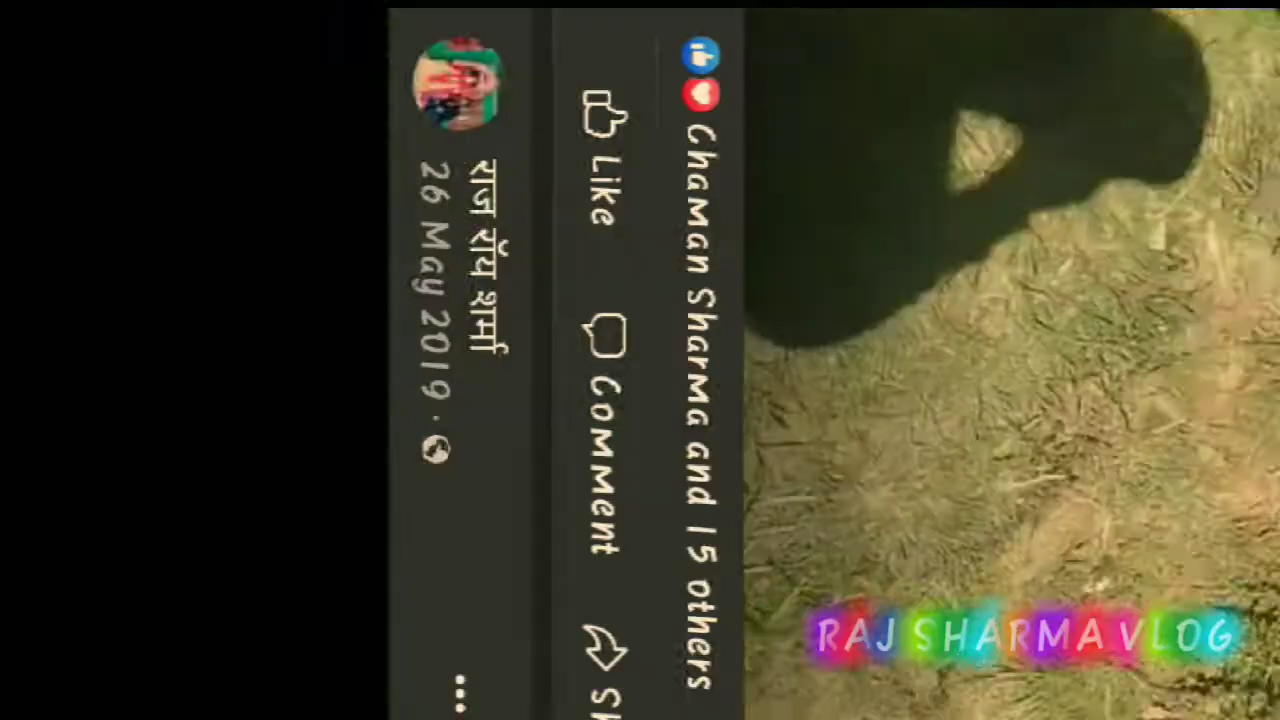 Chaman Sharma and 15 others
Like
Comment
राज रॉय शर्मा
26 May 2019
RAJ SHARMA VLOG